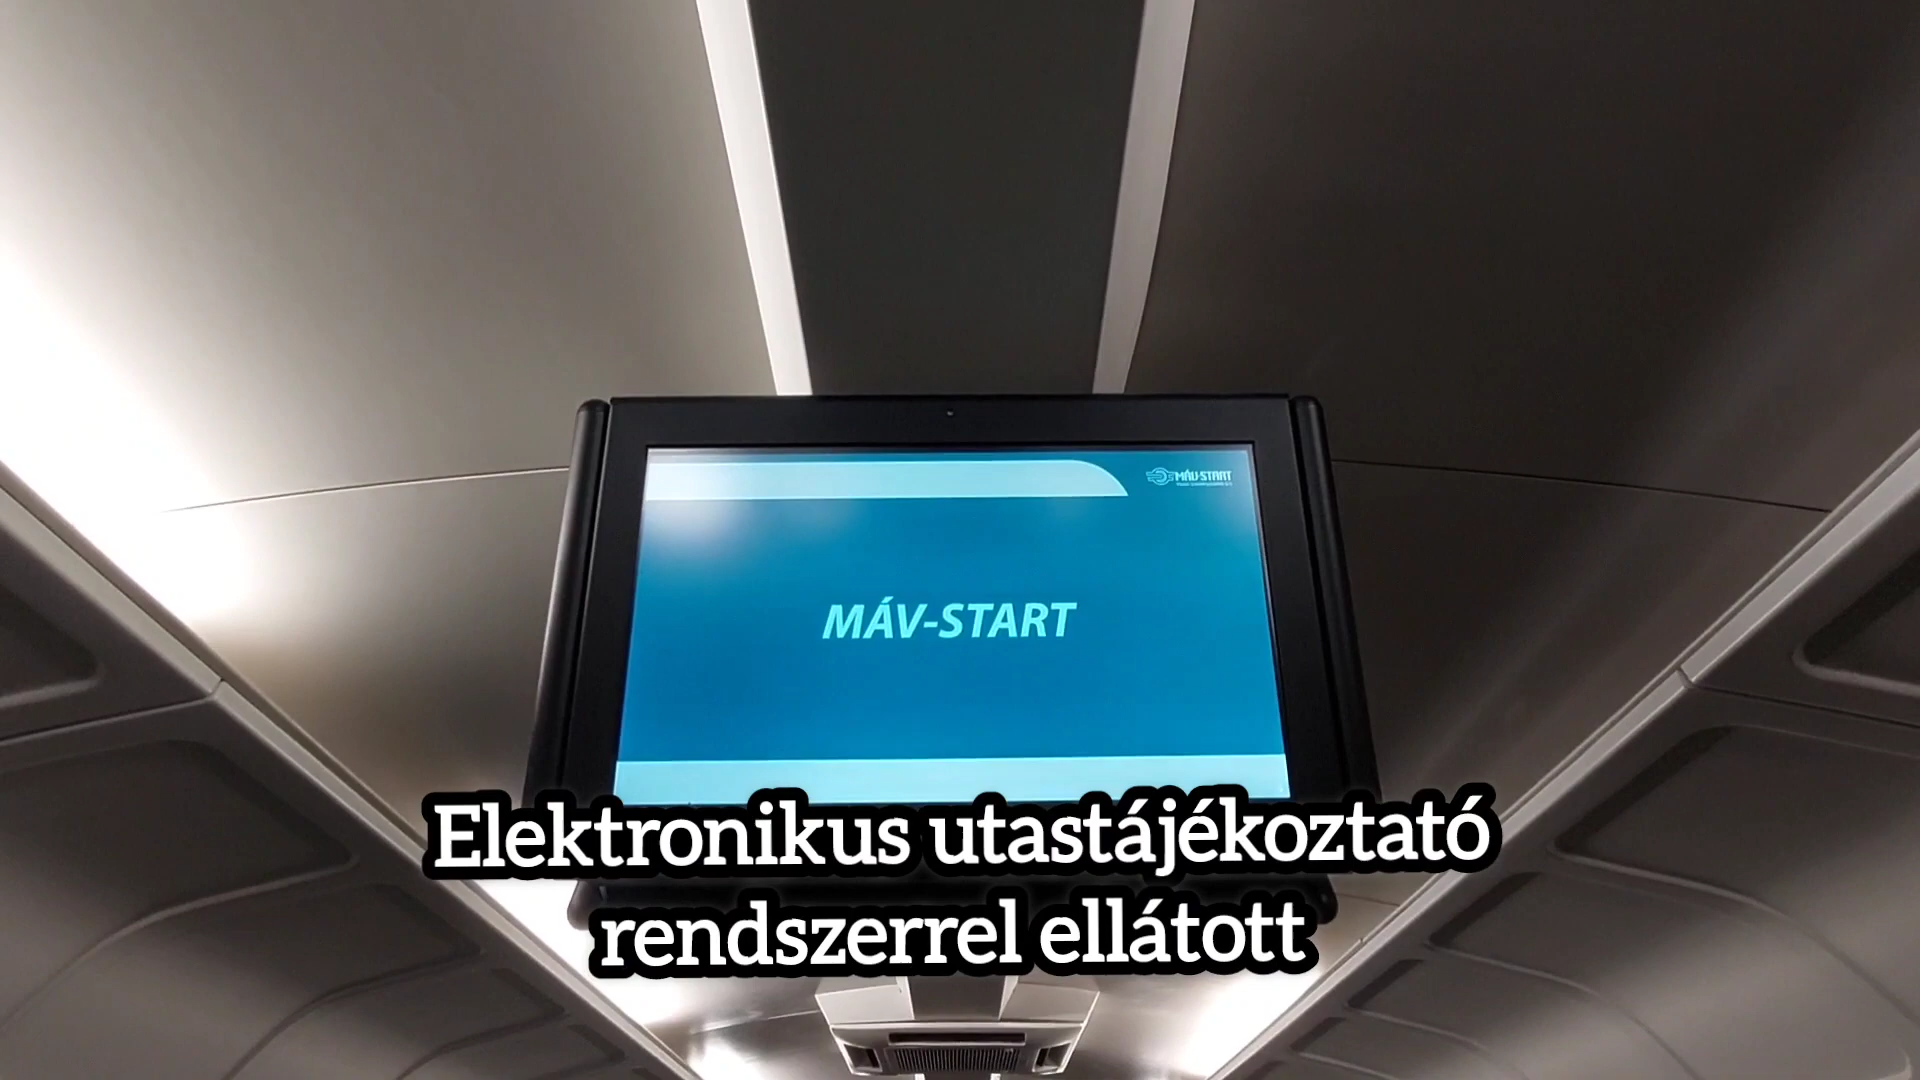 MÁV-START
MÁV-START
Elektronikus utastájékoztató
rendszerrel ellátott